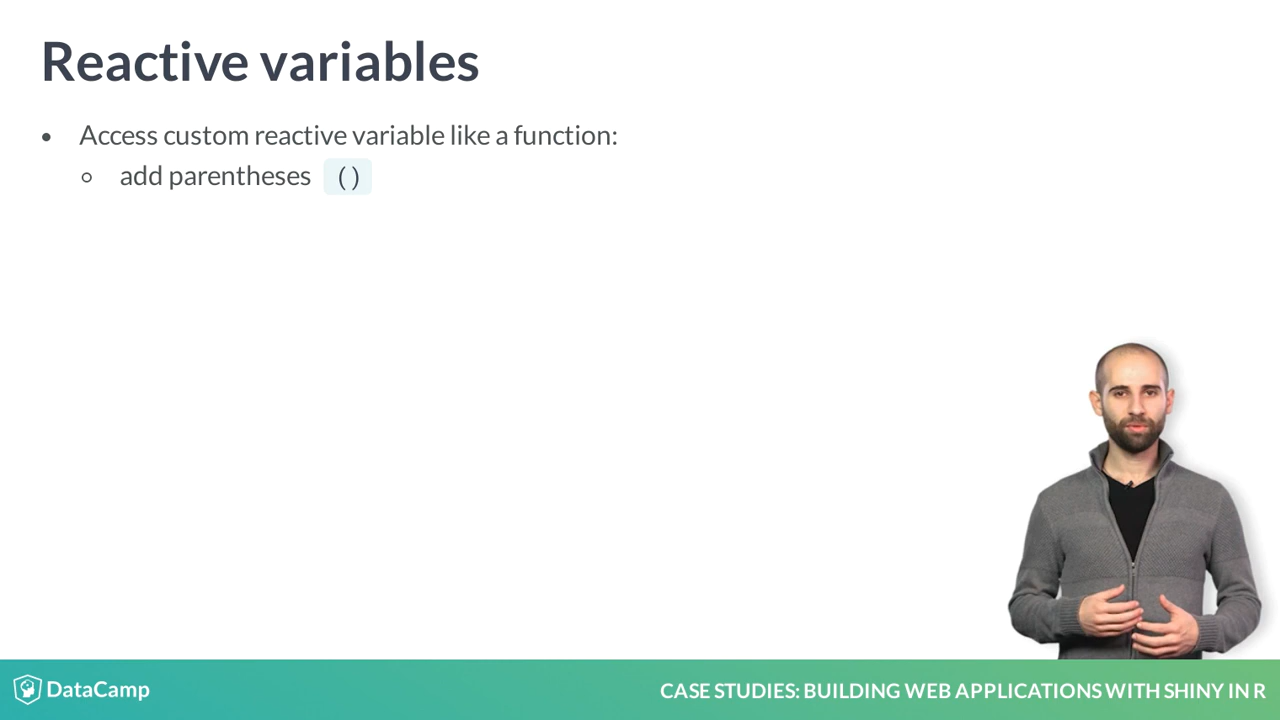 Reactive variables
Access custom reactive variable like a function:
add parentheses ()
DataCamp
CASE STUDIES: BUILDING WEB APPLICATIONS WITH SHINY IN R